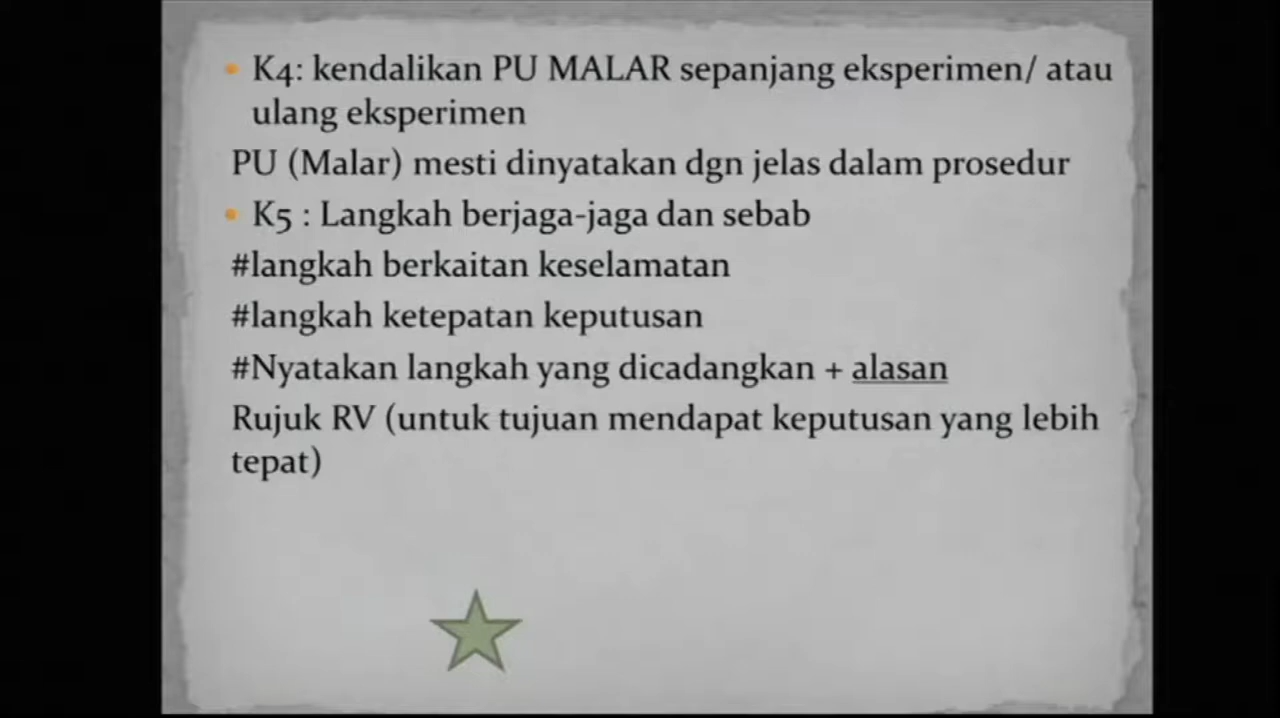 K4: kendalikan PU MALAR sepanjang eksperimen/ atau
ulang eksperimen
PU (Malar) mesti dinyatakan dgn jelas dalam prosedur
K5 : Langkah berjaga-jaga dan sebab
#langkah berkaitan keselamatan
#langkah ketepatan keputusan
#Nyatakan langkah yang dicadangkan + alasan
Rujuk RV (untuk tujuan mendapat keputusan yang lebih
tepat)